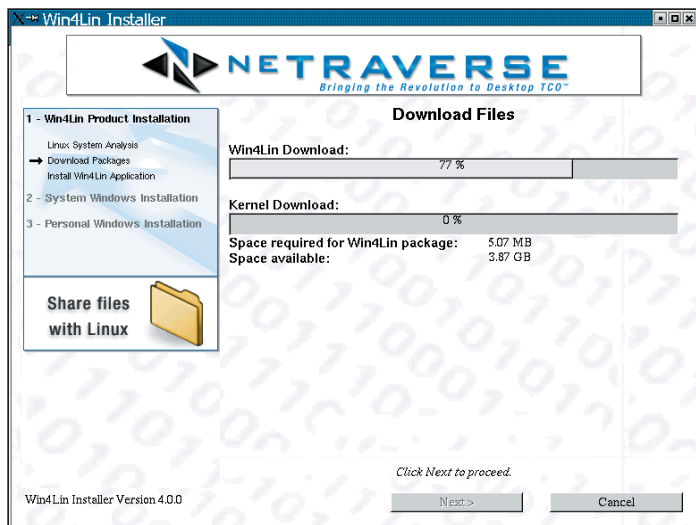 Win4Lin Installer
NETRAVERSE
Bringing the Revolution to Desktop TCO™
1 - Win4Lin Product Installation
Linux System Analysis
Download Packages
Install Win4Lin Application
2 - System Windows Installation
3 - Personal Windows Installation
Share files
with Linux
Download Files
Win4Lin Download:
77 %
Kernel Download:
0 %
Space required for Win4Lin package: 5.07 MB
Space available: 3.87 GB
Click Next to proceed.
Win4Lin Installer Version 4.0.0
Next >
Cancel